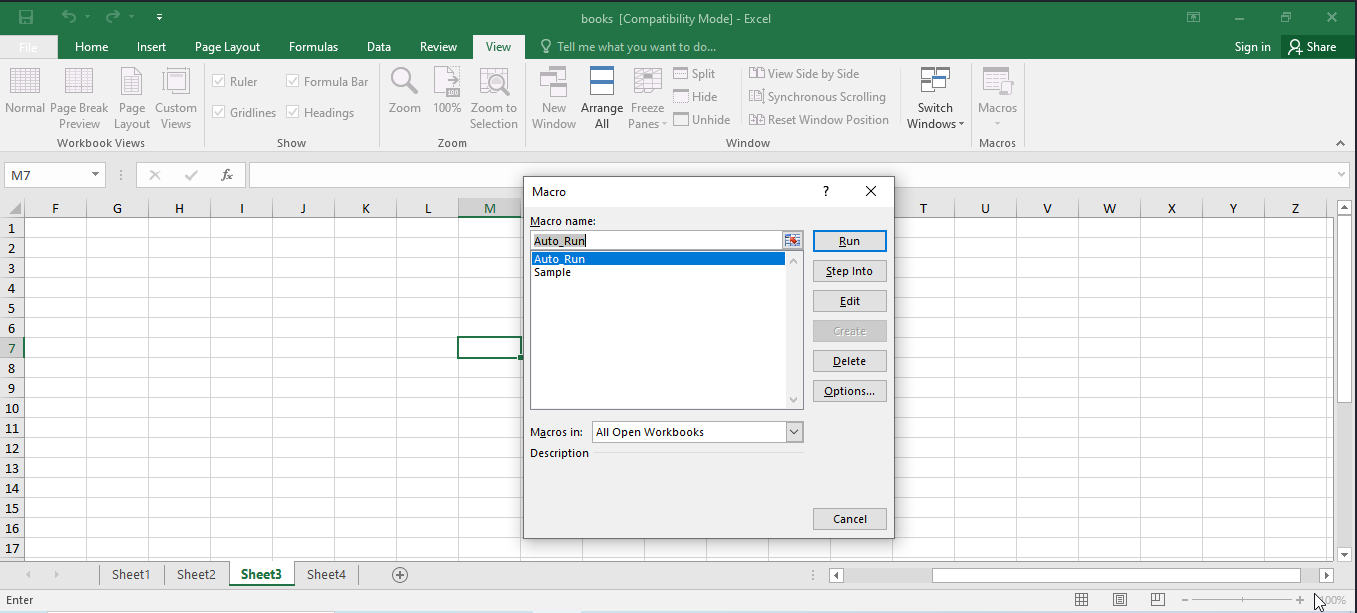 books [Compatibility Mode] - Excel
File Home Insert Page Layout Formulas Data Review View Tell me what you want to do... Sign in Share
Normal Page Break Preview Page Layout Custom Views
Workbook Views
Ruler Formula Bar
Gridlines Headings
Show
Zoom 100% Zoom to Selection
Zoom
New Window Arrange All Freeze Panes
Split
Hide
Unhide
View Side by Side
Synchronous Scrolling
Reset Window Position
Window
Switch Windows
Macros
Macros
M7 fx
F G H I J K L M T U V W X Y Z
1
2
3
4
5
6
7
8
9
10
11
12
13
14
15
16
17
Macro ?
Macro name:
Auto_Run
Auto_Run
Sample
Run
Step Into
Edit
Create
Delete
Options...
Macros in: All Open Workbooks
Description
Cancel
Sheet1 Sheet2 Sheet3 Sheet4
Enter 100%